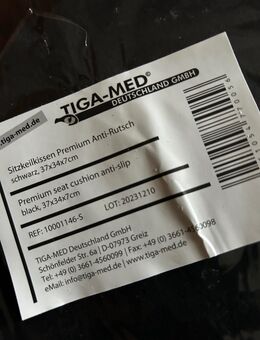 tiga-med.de
TIGA-MED®
DEUTSCHLAND GMBH
Sitzkeilkissen Premium Anti-Rutsch
schwarz, 37x34x7cm
Premium seat cushion anti-slip
black, 37x34x7cm
REF: 10001146-S LOT: 20231210
TIGA-MED Deutschland GmbH
Schönfelder Str. 6a | D-07973 Greiz
Tel: +49 (0) 3661-4560099 | Fax: +49 (0) 3661-4560098
eMail: info@tiga-med.de | www.tiga-med.de